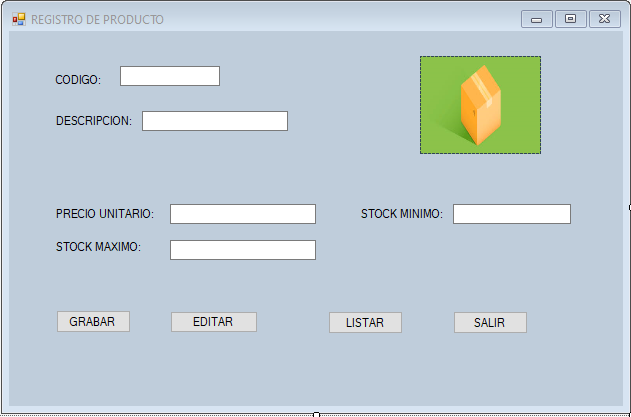 REGISTRO DE PRODUCTO
CODIGO:
DESCRIPCION:
PRECIO UNITARIO:
STOCK MINIMO:
STOCK MAXIMO:
GRABAR
EDITAR
LISTAR
SALIR